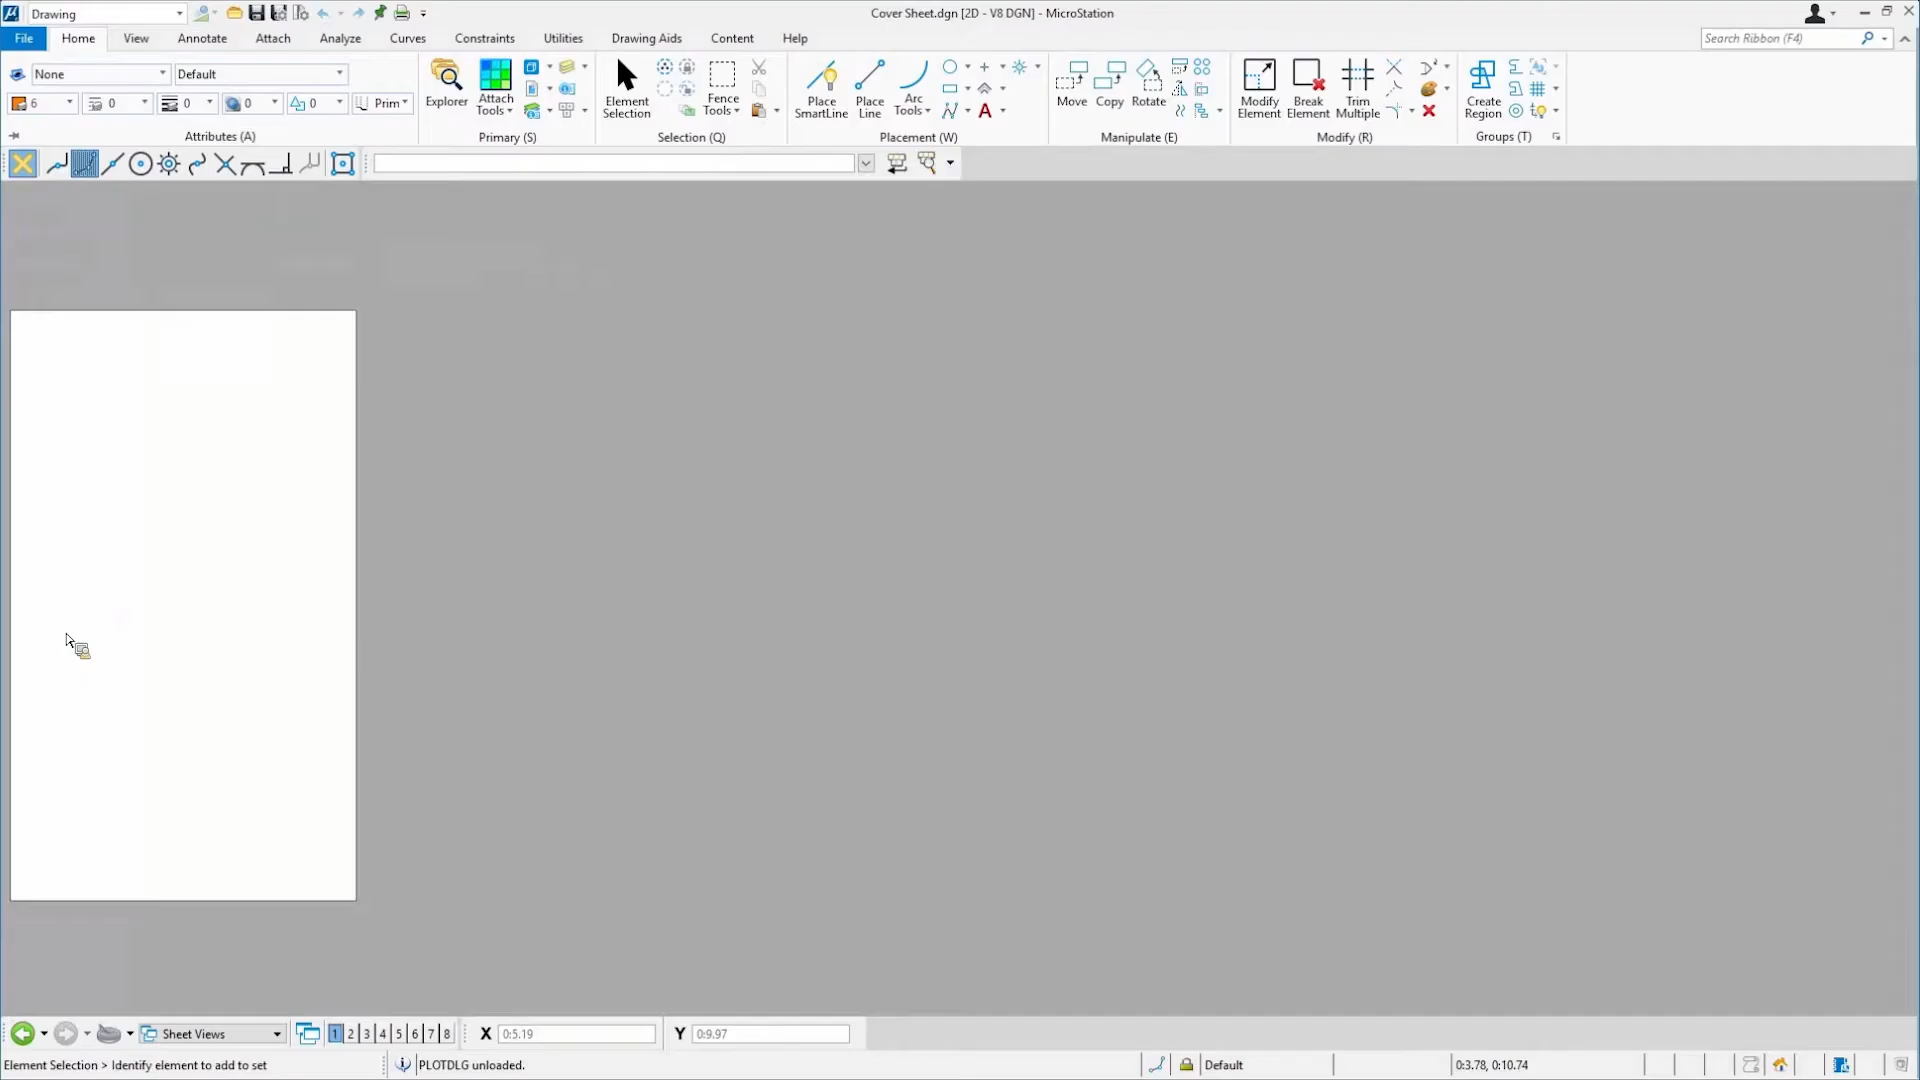 Drawing
Cover Sheet.dgn [2D - V8 DGN] - MicroStation
File Home View Annotate Attach Analyze Curves Constraints Utilities Drawing Aids Content Help
Search Ribbon (F4)
None Default
6 0 0 0 0 Prim
Attributes (A)
Explorer
Attach Tools
Primary (S)
Element Selection
Fence Tools
Selection (Q)
Place SmartLine
Place Line
Arc Tools
A
Placement (W)
Move
Copy
Rotate
Manipulate (E)
Modify Element
Break Element
Trim Multiple
Modify (R)
Create Region
Groups (T)
Sheet Views
1 2 3 4 5 6 7 8
X 0:5.19
Y 0:9.97
Element Selection > Identify element to add to set
PLOTDLG unloaded.
Default
0:3.78, 0:10.74